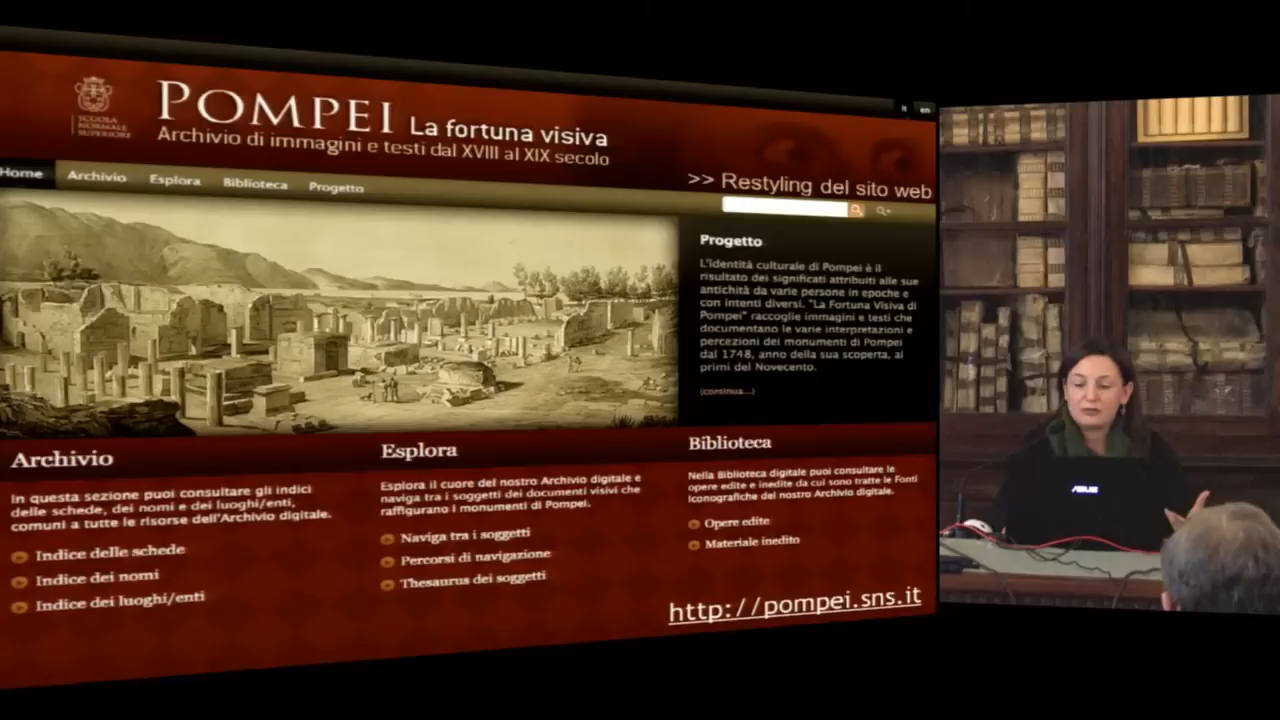 it en
SCUOLA
NORMALE
SUPERIORE
POMPEI La fortuna visiva
Archivio di immagini e testi dal XVIII al XIX secolo
Home Archivio Esplora Biblioteca Progetto
>> Restyling del sito web
Progetto
L'identità culturale di Pompei è il
risultato dei significati attribuiti alle sue
antichità da varie persone in epoche e
con intenti diversi. "La Fortuna Visiva di
Pompei" raccoglie immagini e testi che
documentano le varie interpretazioni e
percezioni dei monumenti di Pompei
dal 1748, anno della sua scoperta, ai
primi del Novecento.
(continua...)
Archivio
In questa sezione puoi consultare gli indici
delle schede, dei nomi e dei luoghi/enti,
comuni a tutte le risorse dell'Archivio digitale.
Indice delle schede
Indice dei nomi
Indice dei luoghi/enti
Esplora
Esplora il cuore del nostro Archivio digitale e
naviga tra i soggetti dei documenti visivi che
raffigurano i monumenti di Pompei.
Naviga tra i soggetti
Percorsi di navigazione
Thesaurus dei soggetti
Biblioteca
Nella Biblioteca digitale puoi consultare le
opere edite e inedite da cui sono tratte le Fonti
Iconografiche del nostro Archivio digitale.
Opere edite
Materiale inedito
http://pompei.sns.it
ASUS